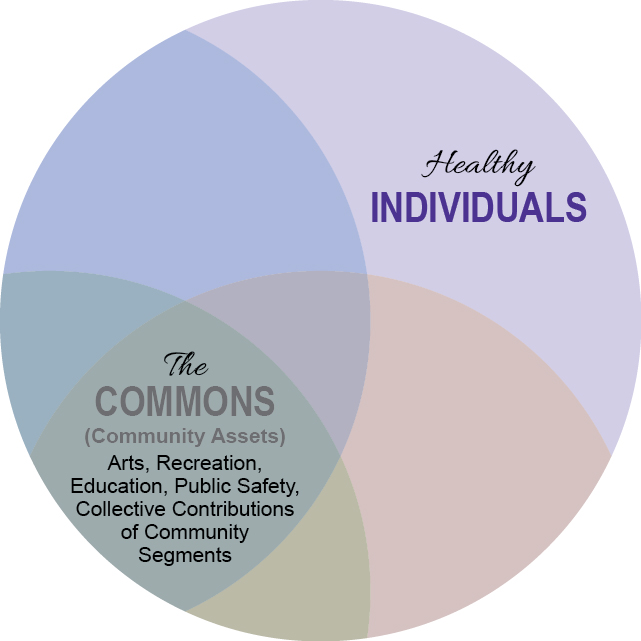 Healthy
INDIVIDUALS
The
COMMONS
(Community Assets)
Arts, Recreation,
Education, Public Safety,
Collective Contributions
of Community
Segments